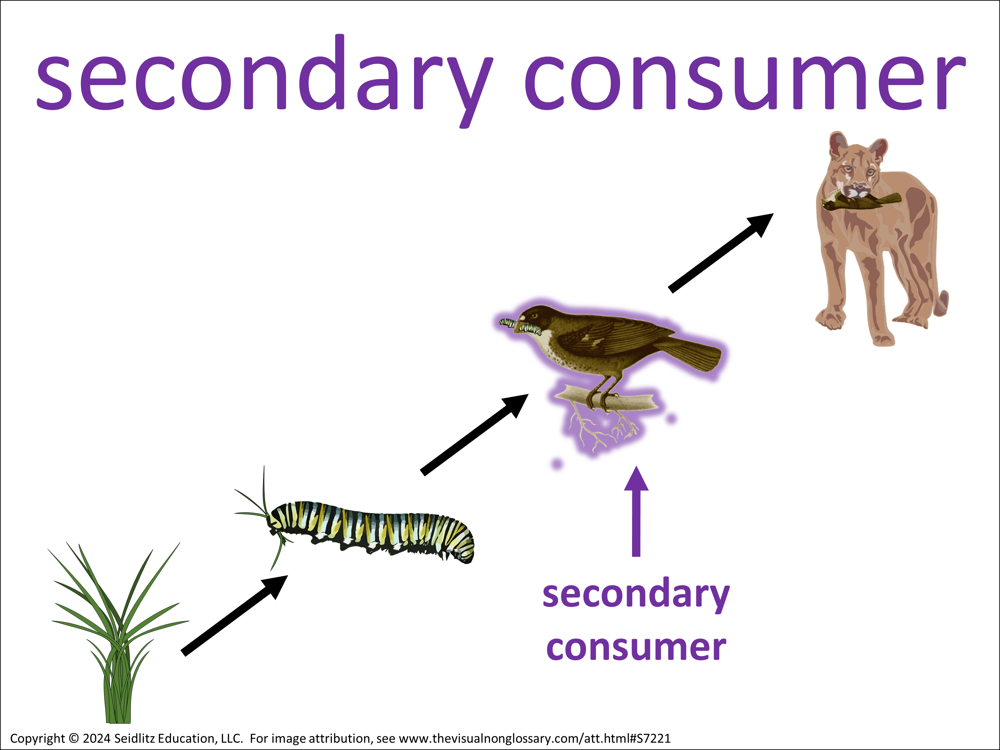 secondary consumer
secondary
consumer
Copyright © 2024 Seidlitz Education, LLC.  For image attribution, see www.thevisualnonglossary.com/att.html#S7221